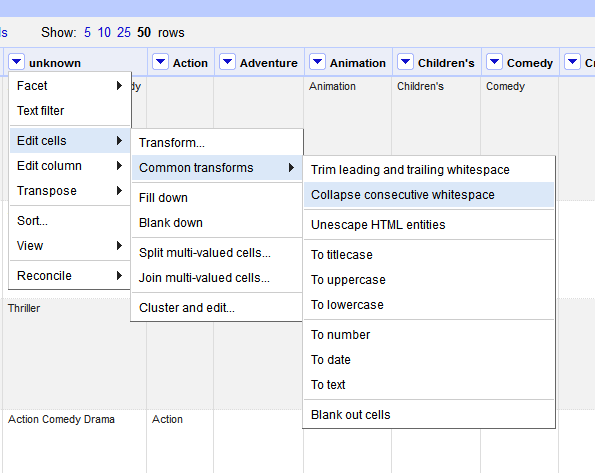 ls Show: 5 10 25 50 rows
unknown Action Adventure Animation Children's Comedy Cr
dy Animation Children's Comedy
Facet
Text filter
Edit cells
Edit column
Transpose
Sort...
View
Reconcile
Transform...
Common transforms
Fill down
Blank down
Split multi-valued cells...
Join multi-valued cells...
Cluster and edit...
Trim leading and trailing whitespace
Collapse consecutive whitespace
Unescape HTML entities
To titlecase
To uppercase
To lowercase
To number
To date
To text
Blank out cells
Thriller
Action Comedy Drama Action